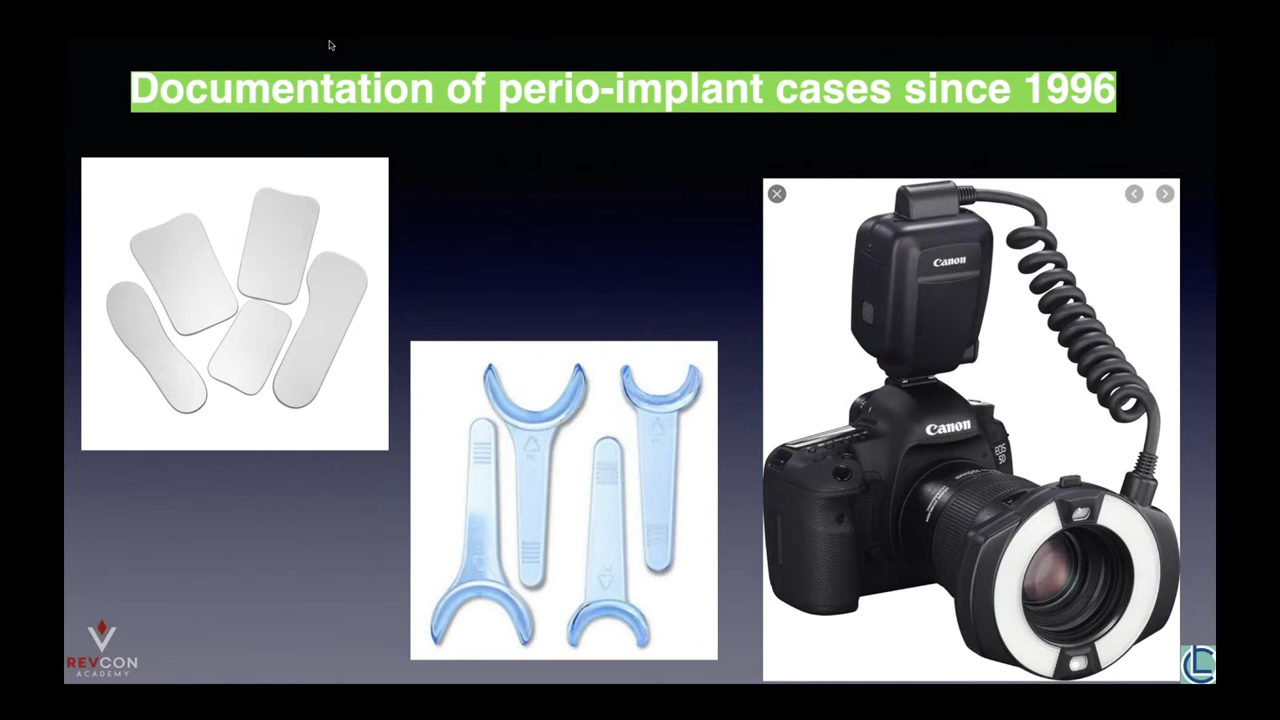 Documentation of perio-implant cases since 1996
Canon
Canon
EOS
5D
REVCON
ACADEMY